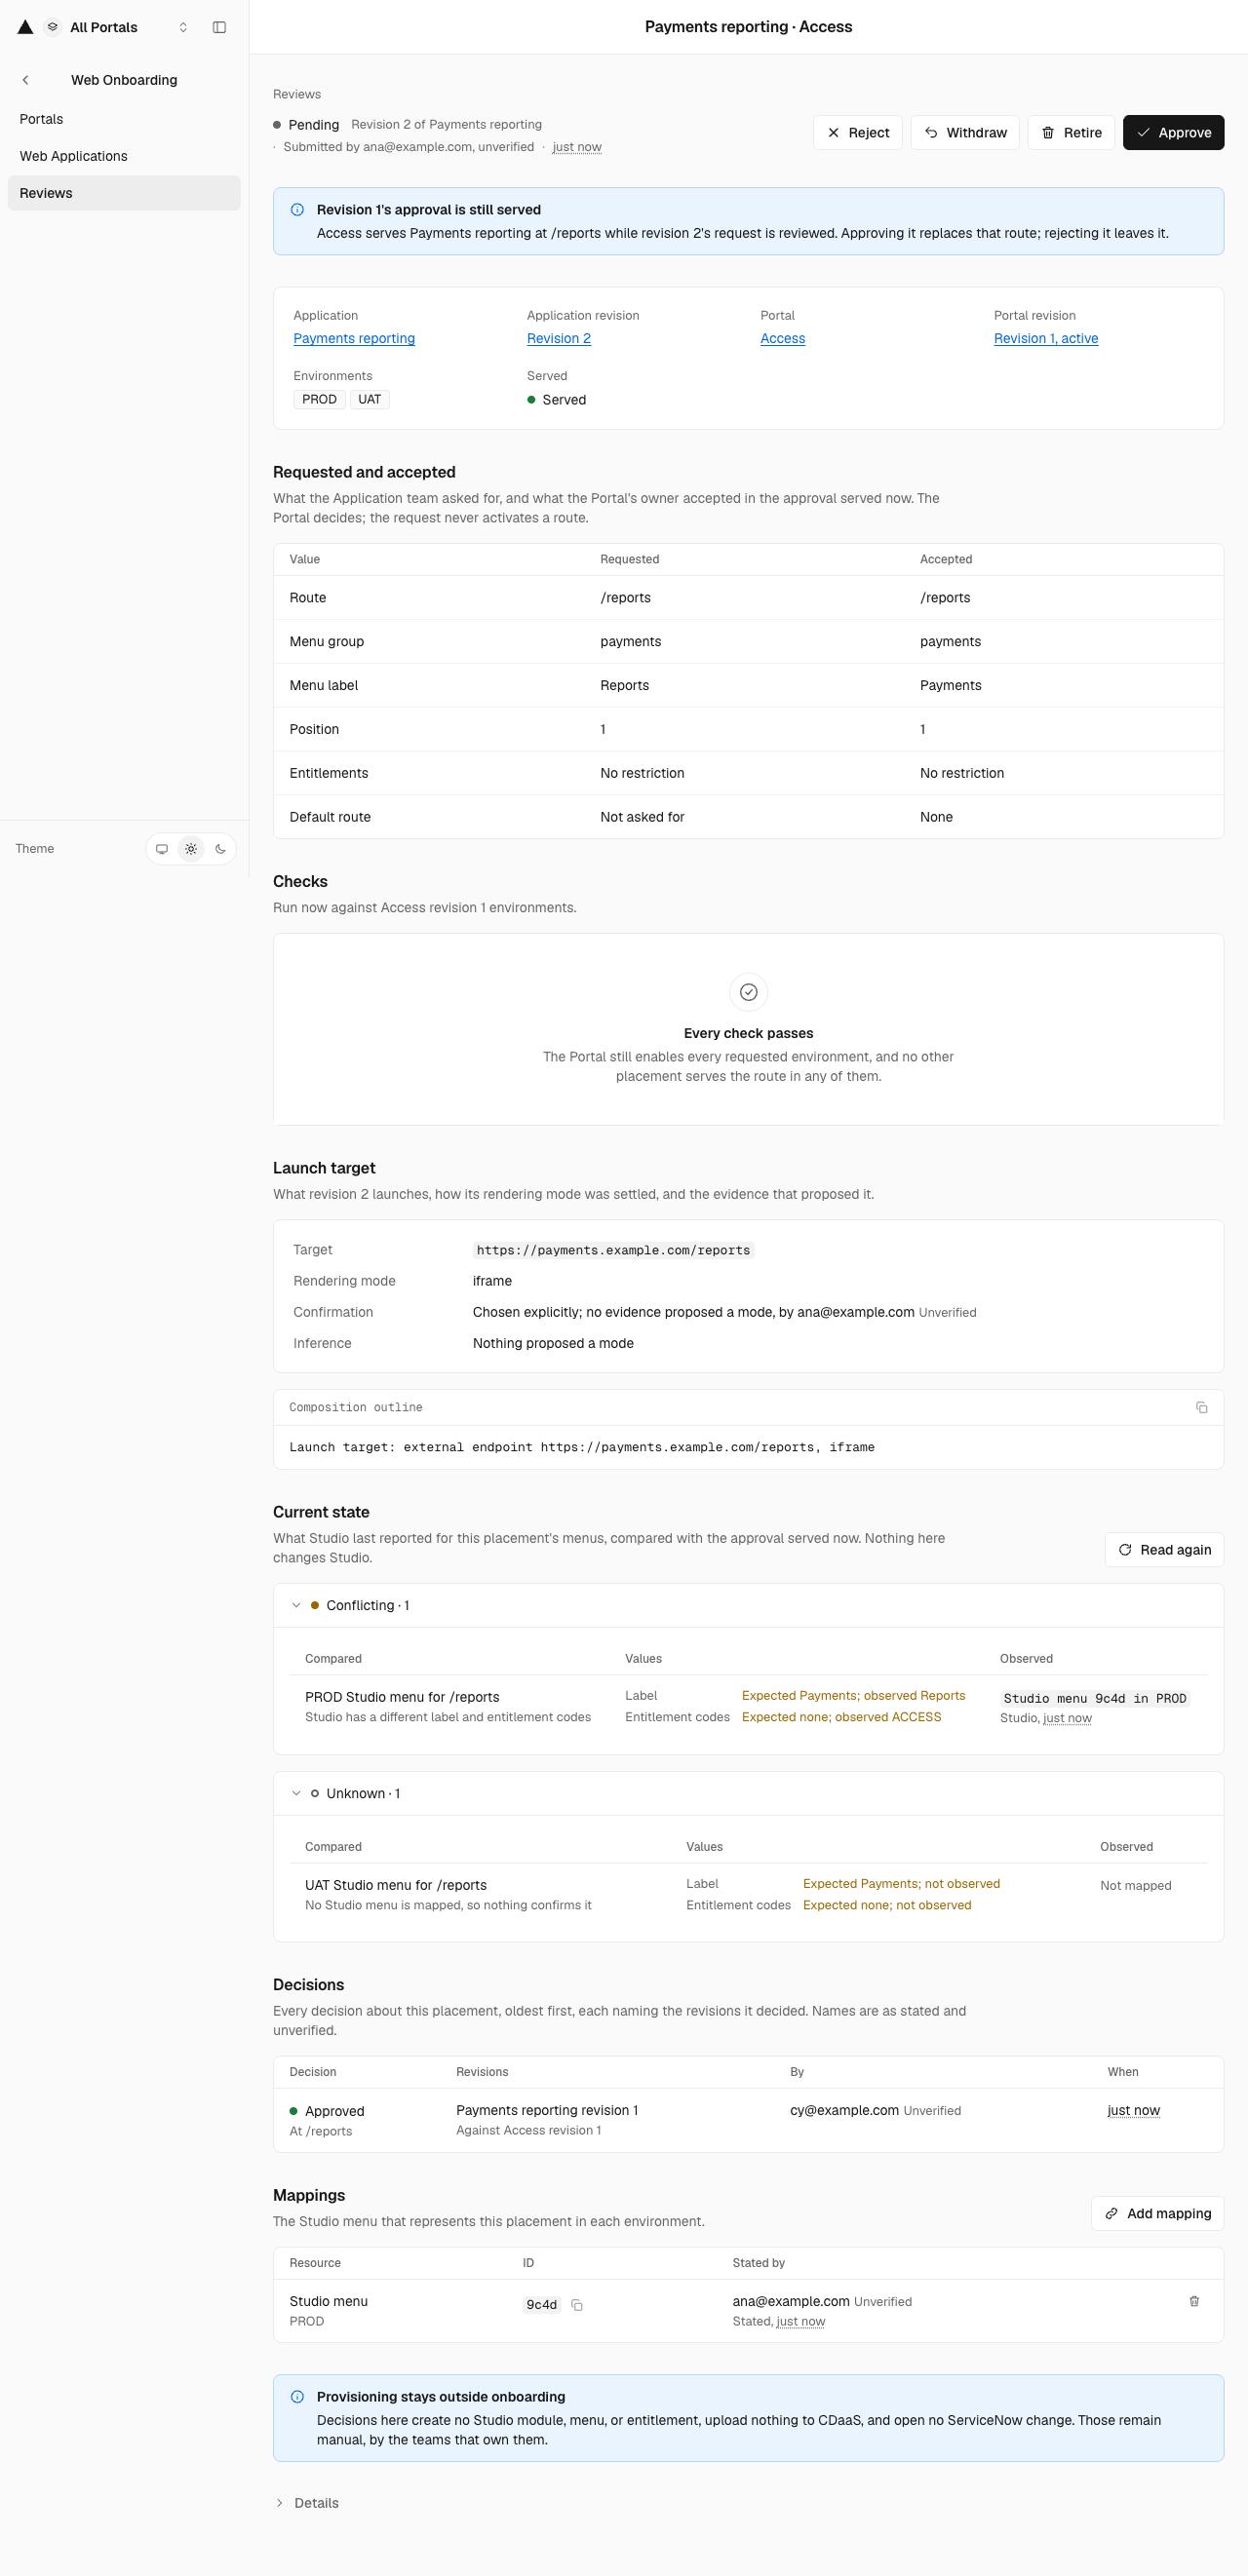 All Portals
Payments reporting · Access
Web Onboarding
Portals
Web Applications
Reviews
Theme
Reviews
Pending Revision 2 of Payments reporting
· Submitted by ana@example.com, unverified · just now
Reject
Withdraw
Retire
Approve
Revision 1's approval is still served
Access serves Payments reporting at /reports while revision 2's request is reviewed. Approving it replaces that route; rejecting it leaves it.
Application Application revision Portal Portal revision
Payments reporting Revision 2 Access Revision 1, active
Environments Served
PROD UAT Served
Requested and accepted
What the Application team asked for, and what the Portal's owner accepted in the approval served now. The
Portal decides; the request never activates a route.
Value Requested Accepted
Route /reports /reports
Menu group payments payments
Menu label Reports Payments
Position 1 1
Entitlements No restriction No restriction
Default route Not asked for None
Checks
Run now against Access revision 1 environments.
Every check passes
The Portal still enables every requested environment, and no other
placement serves the route in any of them.
Launch target
What revision 2 launches, how its rendering mode was settled, and the evidence that proposed it.
Target https://payments.example.com/reports
Rendering mode iframe
Confirmation Chosen explicitly; no evidence proposed a mode, by ana@example.com Unverified
Inference Nothing proposed a mode
Composition outline
Launch target: external endpoint https://payments.example.com/reports, iframe
Current state
What Studio last reported for this placement's menus, compared with the approval served now. Nothing here
changes Studio.
Read again
Conflicting · 1
Compared Values Observed
PROD Studio menu for /reports Label Expected Payments; observed Reports Studio menu 9c4d in PROD
Studio has a different label and entitlement codes Entitlement codes Expected none; observed ACCESS Studio, just now
Unknown · 1
Compared Values Observed
UAT Studio menu for /reports Label Expected Payments; not observed Not mapped
No Studio menu is mapped, so nothing confirms it Entitlement codes Expected none; not observed
Decisions
Every decision about this placement, oldest first, each naming the revisions it decided. Names are as stated and
unverified.
Decision Revisions By When
Approved Payments reporting revision 1 cy@example.com Unverified just now
At /reports Against Access revision 1
Mappings
The Studio menu that represents this placement in each environment.
Add mapping
Resource ID Stated by
Studio menu 9c4d ana@example.com Unverified
PROD Stated, just now
Provisioning stays outside onboarding
Decisions here create no Studio module, menu, or entitlement, upload nothing to CDaaS, and open no ServiceNow change. Those remain
manual, by the teams that own them.
Details